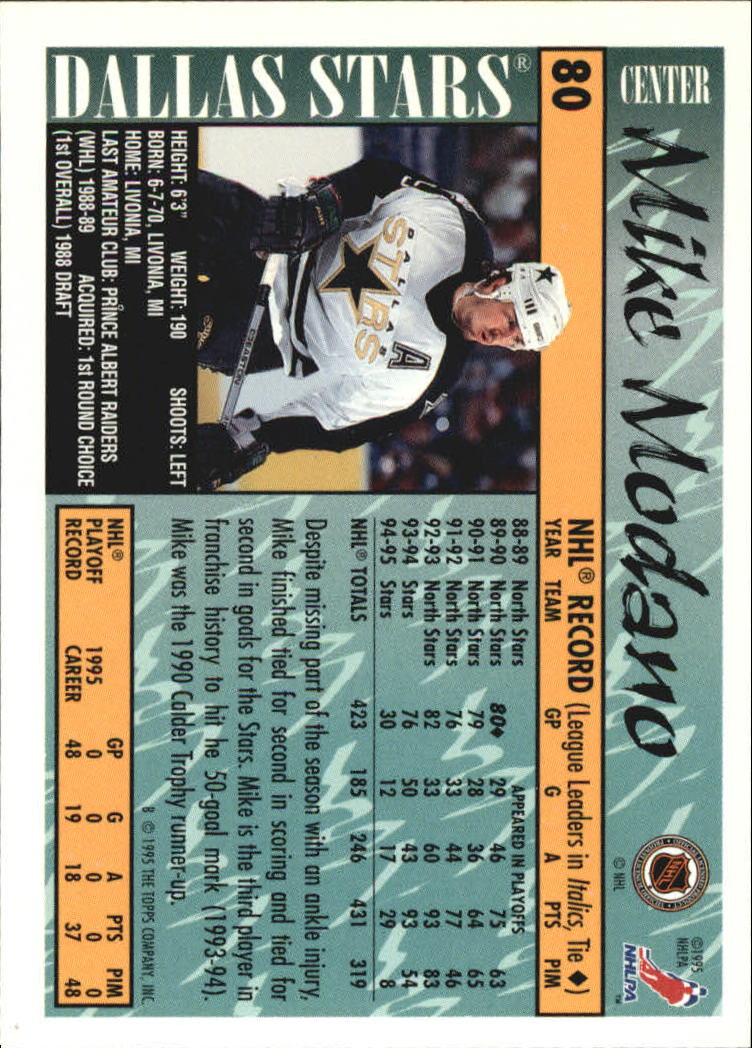 CENTER
Mike Modano
©1995
NHLPA
NHLPA
TM
NHL
© NHL
80
NHL® RECORD (League Leaders in Italics, Tie ♦)
YEAR TEAM GP G A PTS PIM
88-89 North Stars APPEARED IN PLAYOFFS
89-90 North Stars 80♦ 29 46 75 63
90-91 North Stars 79 28 36 64 65
91-92 North Stars 76 33 44 77 46
92-93 North Stars 82 33 60 93 83
93-94 Stars 76 50 43 93 54
94-95 Stars 30 12 17 29 8
NHL® TOTALS 423 185 246 431 319
Despite missing part of the season with an ankle injury,
Mike finished tied for second in scoring and tied for
second in goals for the Stars. Mike is the third player in
franchise history to hit he 50-goal mark (1993-94).
Mike was the 1990 Calder Trophy runner-up.
B ©1995 THE TOPPS COMPANY, INC.
NHL® GP G A PTS PIM
PLAYOFF 1995 0 0 0 0 0
RECORD CAREER 48 19 18 37 48
DALLAS STARS®
DALLAS
STARS
A
CREASTON
HEIGHT: 6'3" WEIGHT: 190 SHOOTS: LEFT
BORN: 6-7-70, LIVONIA, MI
HOME: LIVONIA, MI
LAST AMATEUR CLUB: PRINCE ALBERT RAIDERS
(WHL) 1988-89 ACQUIRED: 1st ROUND CHOICE
(1st OVERALL) 1988 DRAFT